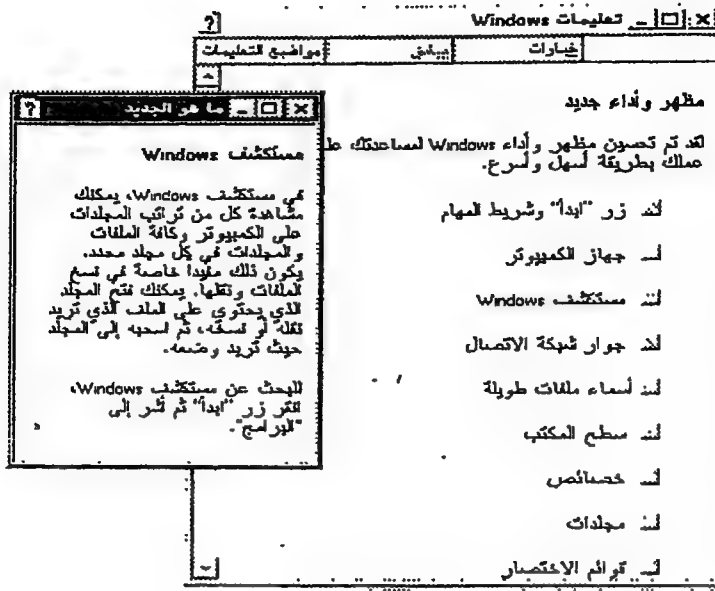 تعليمات Windows
مواضيع التعليمات
خيارات
مظهر وأداء جديد
لقد تم تحسين مظهر وأداء Windows لمساعدتك
عملك بطريقة أسهل وأسرع.
زر "ابدأ" وشريط المهام
جهاز الكمبيوتر
مستكشف Windows
جوار شبكة الاتصال
أسماء ملفات طويلة
سطح المكتب
خصائص
مجلدات
قوائم الاختصار
ما هو الجديد
مستكشف Windows
في مستكشف Windows، يمكنك
مشاهدة كل من تراتب المجلدات
على الكمبيوتر وكافة الملفات
والمجلدات في كل مجلد محدد.
يكون ذلك مفيدا خاصة في نسخ
الملفات ونقلها. يمكنك فتح المجلد
الذي يحتوي على الملف الذي تريد
نقله أو نسخه، ثم اسحبه إلى المجلد
حيث تريد وضعه.
للبحث عن مستكشف Windows،
انقر زر "ابدأ" ثم أشر إلى
"البرامج".